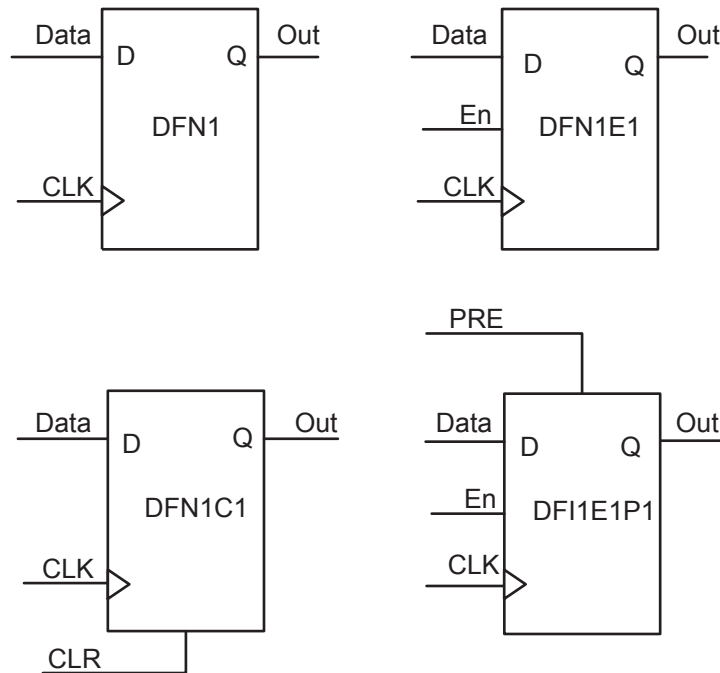 Data
D
Q
Out
DFN1
CLK
Data
D
Q
Out
En
DFN1E1
CLK
Data
D
Q
Out
DFN1C1
CLK
CLR
PRE
Data
D
Q
Out
En
DFI1E1P1
CLK